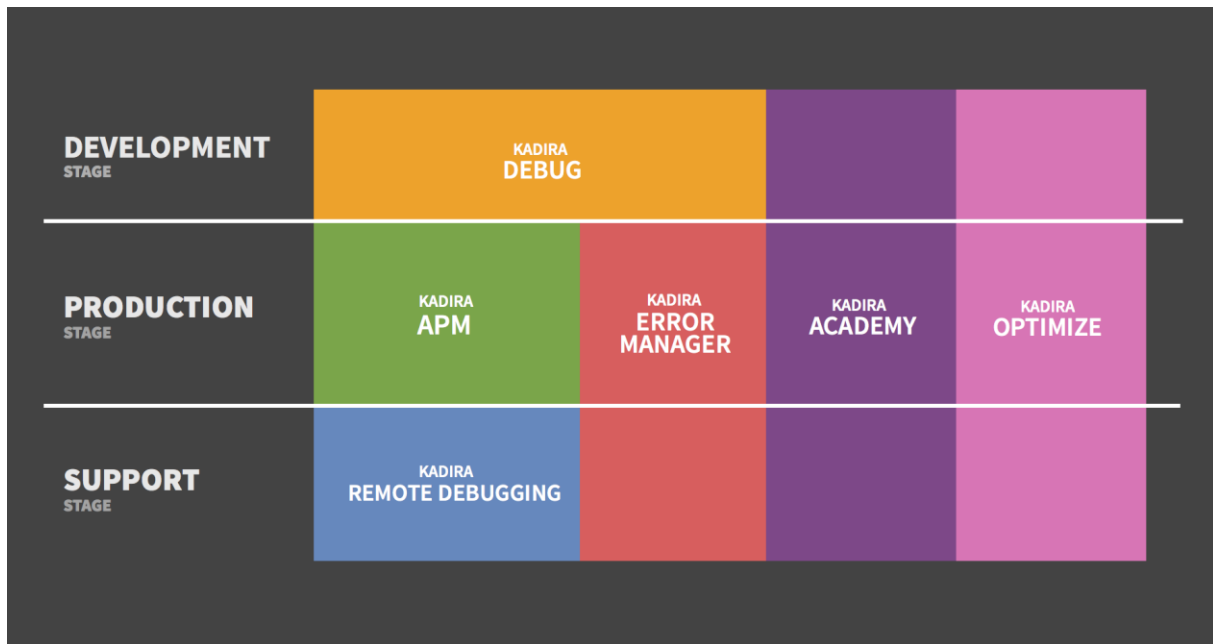 DEVELOPMENT
STAGE
KADIRA
DEBUG
PRODUCTION
STAGE
KADIRA
APM
KADIRA
ERROR
MANAGER
KADIRA
ACADEMY
KADIRA
OPTIMIZE
SUPPORT
STAGE
KADIRA
REMOTE DEBUGGING